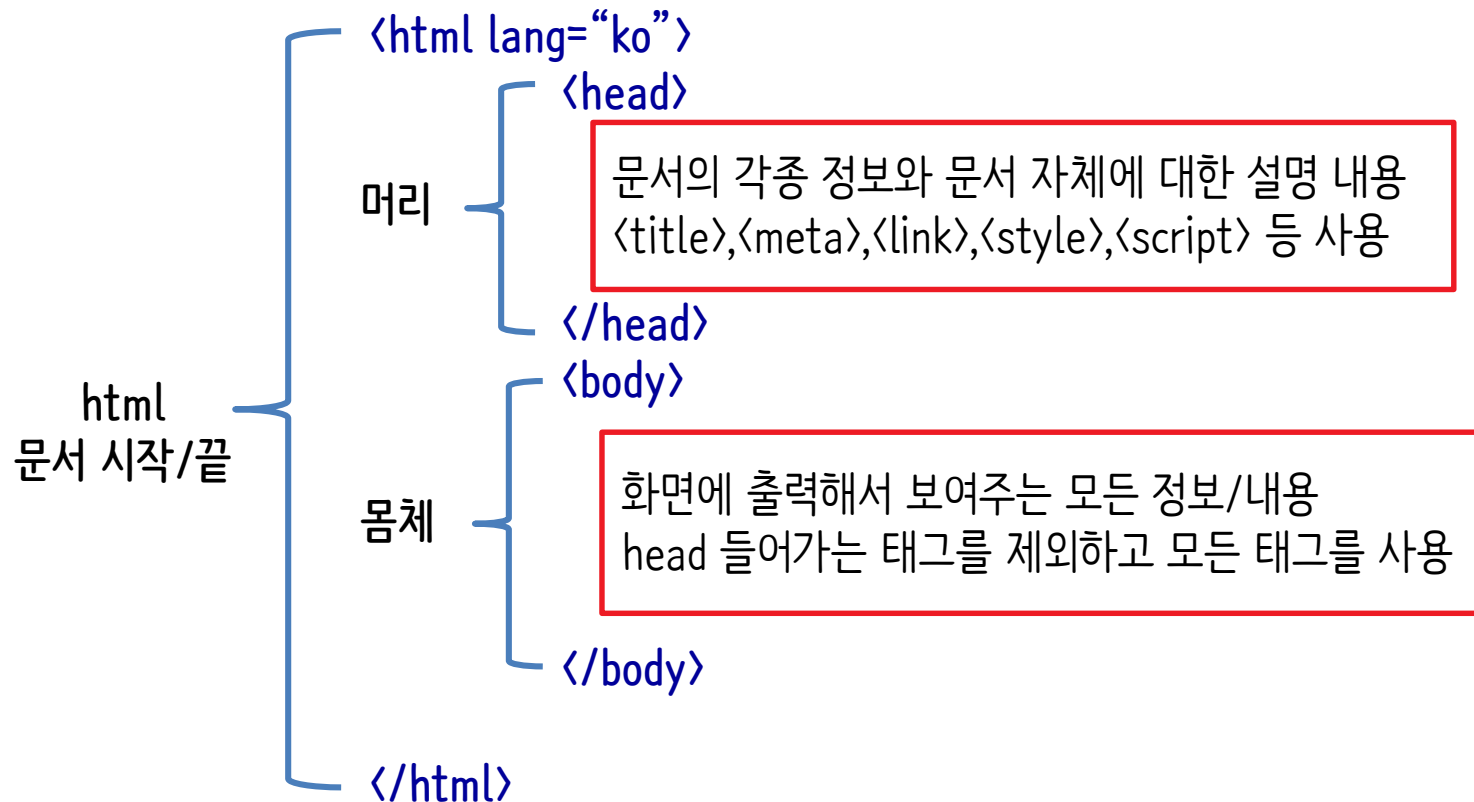 <html lang=“ko”>
<head>
문서의 각종 정보와 문서 자체에 대한 설명 내용
<title>,<meta>,<link>,<style>,<script> 등 사용
머리
</head>
<body>
html
문서 시작/끝
화면에 출력해서 보여주는 모든 정보/내용
head 들어가는 태그를 제외하고 모든 태그를 사용
몸체
</body>
</html>